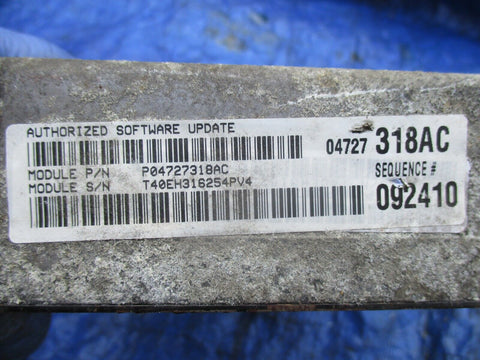 AUTHORIZED SOFTWARE UPDATE
04727 318AC
MODULE P/N P04727318AC
SEQUENCE #
MODULE S/N T40EH316254PV4
092410